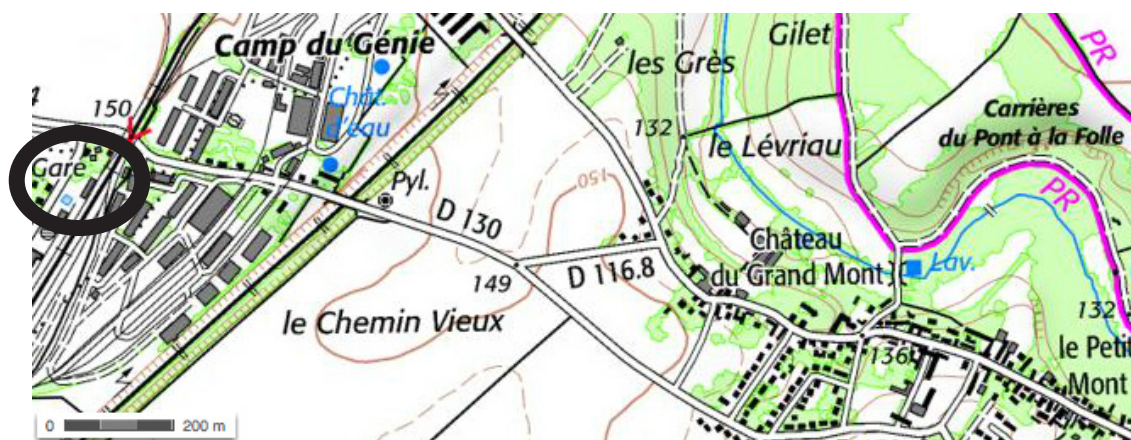 Camp du Génie
Chât.
d'eau
150
4
Gare
Pyl.
D 130
149
le Chemin Vieux
D 116.8
150
les Grès
132
le Lévriau
Gilet
PR
Carrières
du Pont à la Folle
PR
Château
du Grand Mont
Lav.
132
136
le Petit
Mont
0 200 m